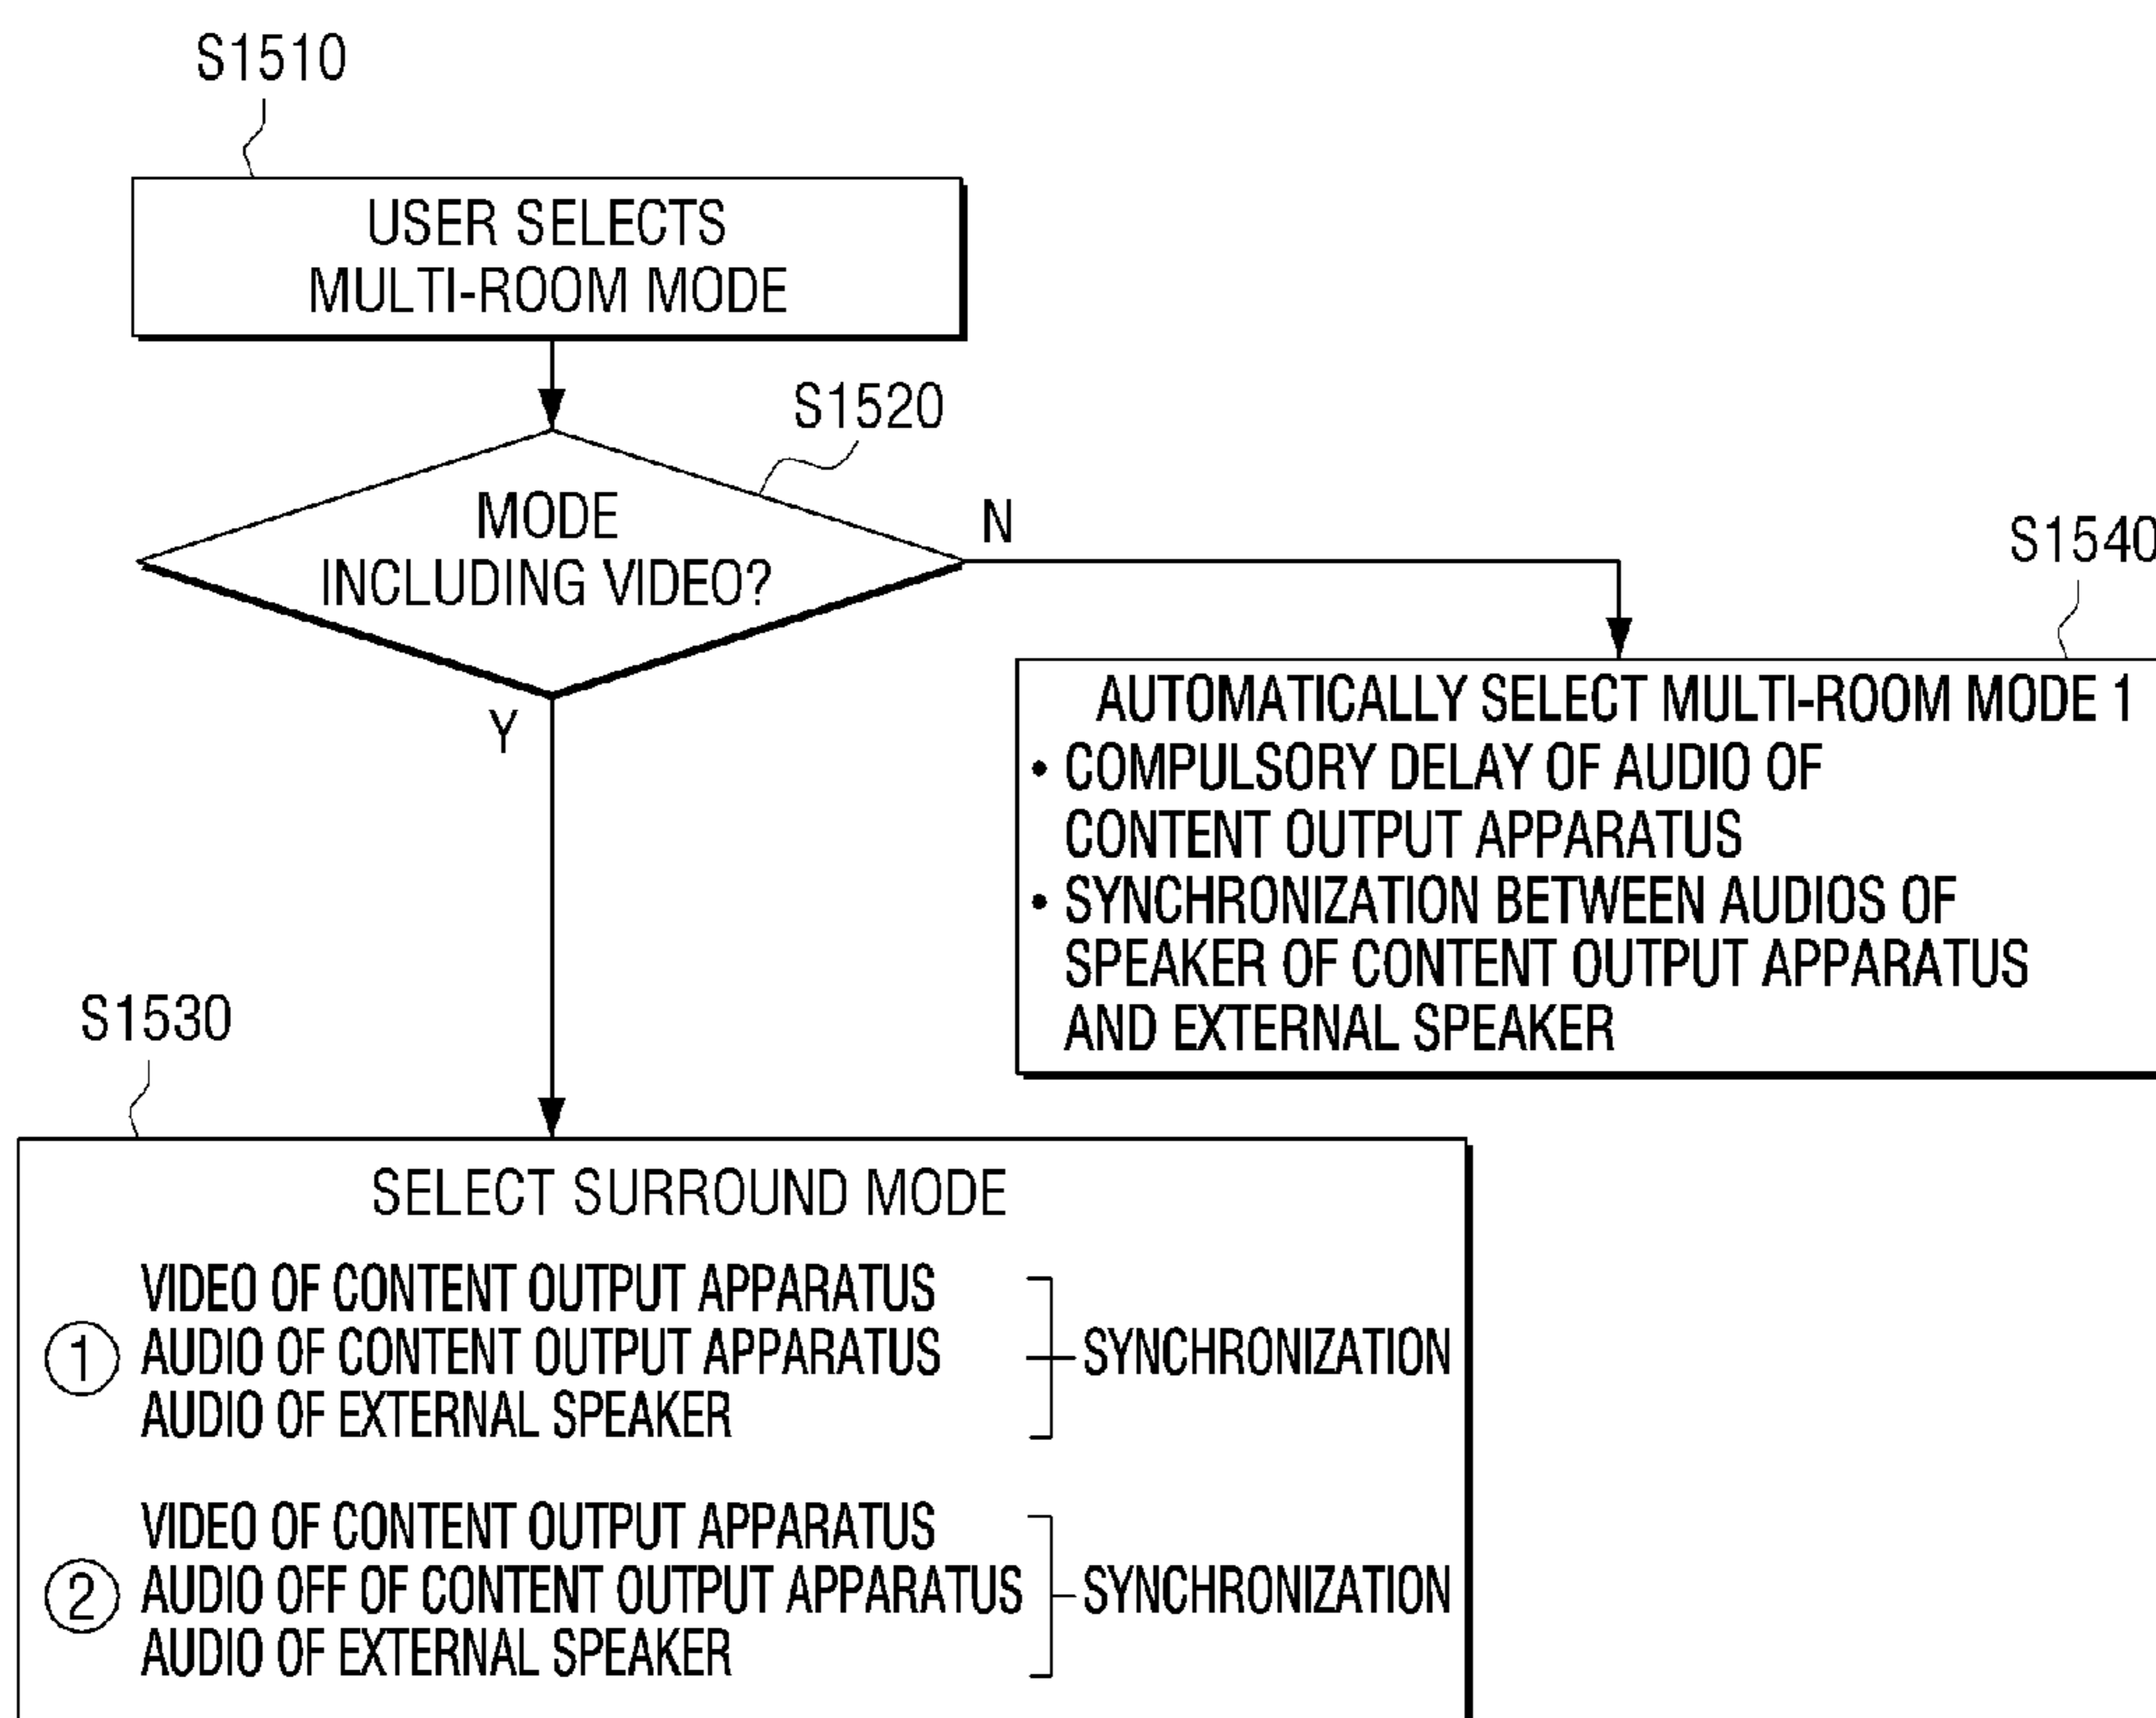 S1510
USER SELECTS
MULTI-ROOM MODE
S1520
MODE
INCLUDING VIDEO?
N
Y
S1540
AUTOMATICALLY SELECT MULTI-ROOM MODE 1
• COMPULSORY DELAY OF AUDIO OF
CONTENT OUTPUT APPARATUS
• SYNCHRONIZATION BETWEEN AUDIOS OF
SPEAKER OF CONTENT OUTPUT APPARATUS
AND EXTERNAL SPEAKER
S1530
SELECT SURROUND MODE
VIDEO OF CONTENT OUTPUT APPARATUS
① AUDIO OF CONTENT OUTPUT APPARATUS SYNCHRONIZATION
AUDIO OF EXTERNAL SPEAKER
VIDEO OF CONTENT OUTPUT APPARATUS
② AUDIO OFF OF CONTENT OUTPUT APPARATUS SYNCHRONIZATION
AUDIO OF EXTERNAL SPEAKER